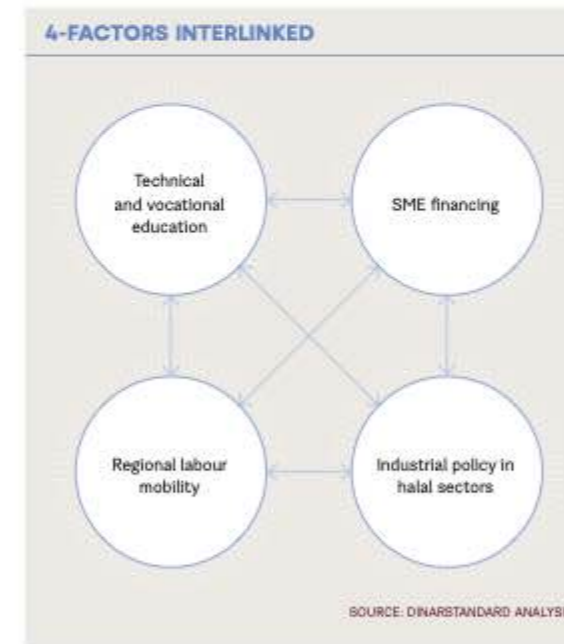 4-FACTORS INTERLINKED
Technical
and vocational
education
SME financing
Regional labour
mobility
Industrial policy in
halal sectors
SOURCE: DINARSTANDARD ANALYS